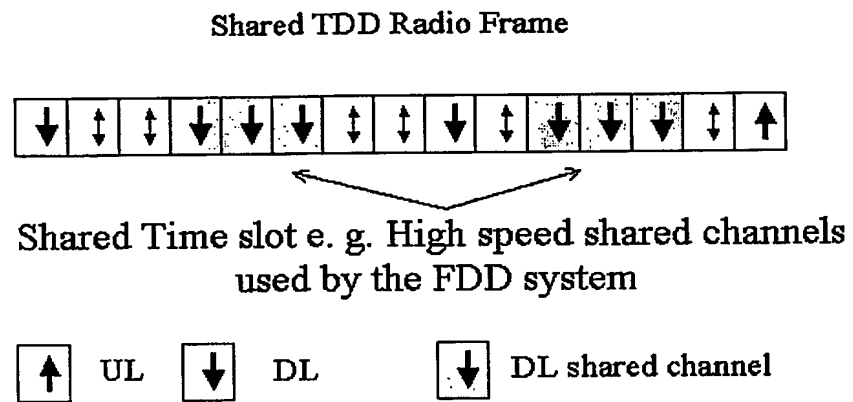 Shared TDD Radio Frame
Shared Time slot e. g. High speed shared channels
used by the FDD system
UL DL DL shared channel